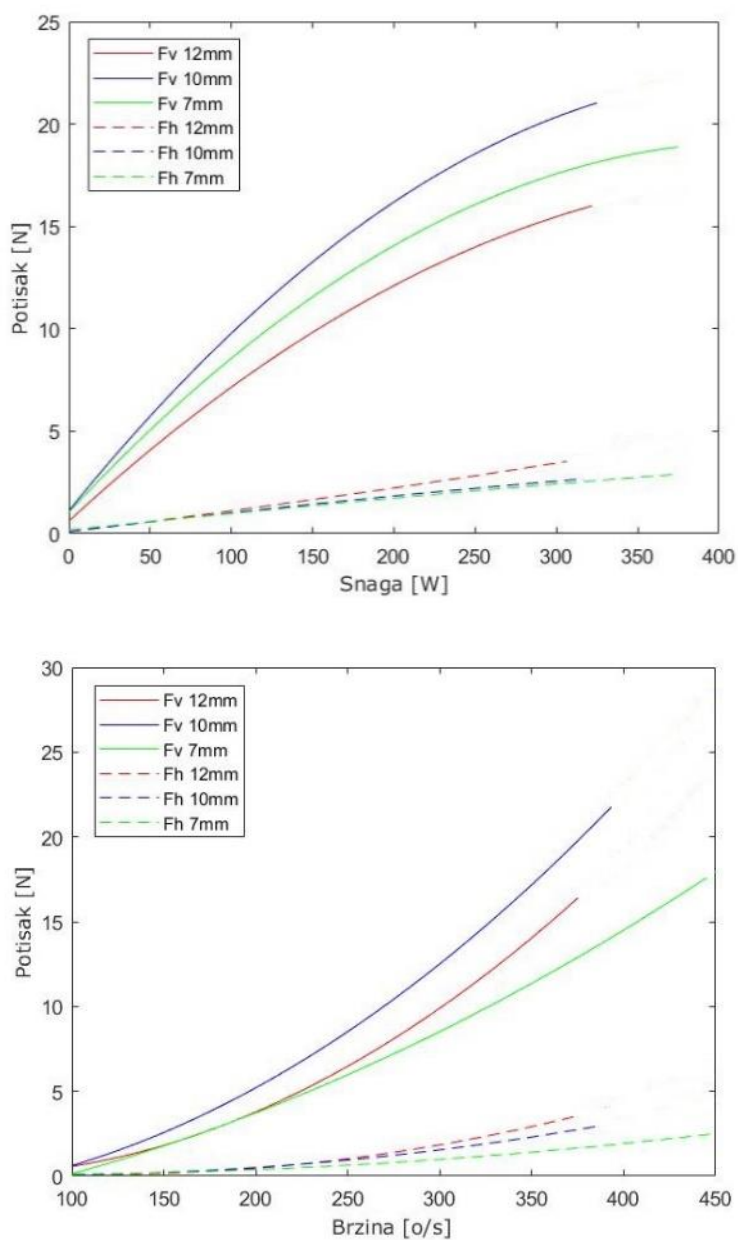 25
20
15
10
5
0
Potisak [N]
Fv 12mm
Fv 10mm
Fv 7mm
Fh 12mm
Fh 10mm
Fh 7mm
0 50 100 150 200 250 300 350 400
Snaga [W]
30
25
20
15
10
5
0
Potisak [N]
Fv 12mm
Fv 10mm
Fv 7mm
Fh 12mm
Fh 10mm
Fh 7mm
100 150 200 250 300 350 400 450
Brzina [o/s]